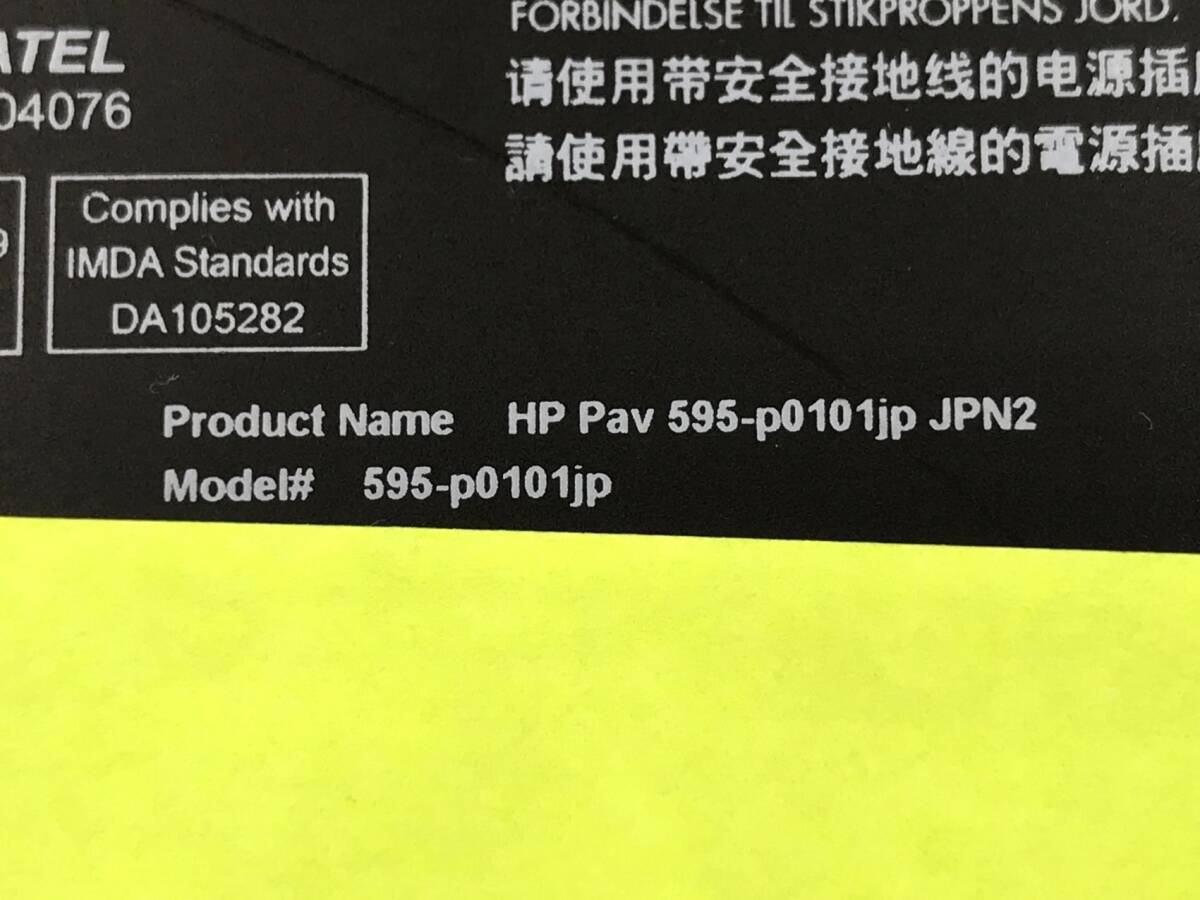 FORBINDELSE TIL STIKPROPPENS JORD.
请使用带安全接地线的电源插
請使用帶安全接地線的電源插
ATEL
04076
9
Complies with
IMDA Standards
DA105282
Product Name HP Pav 595-p0101jp JPN2
Model# 595-p0101jp